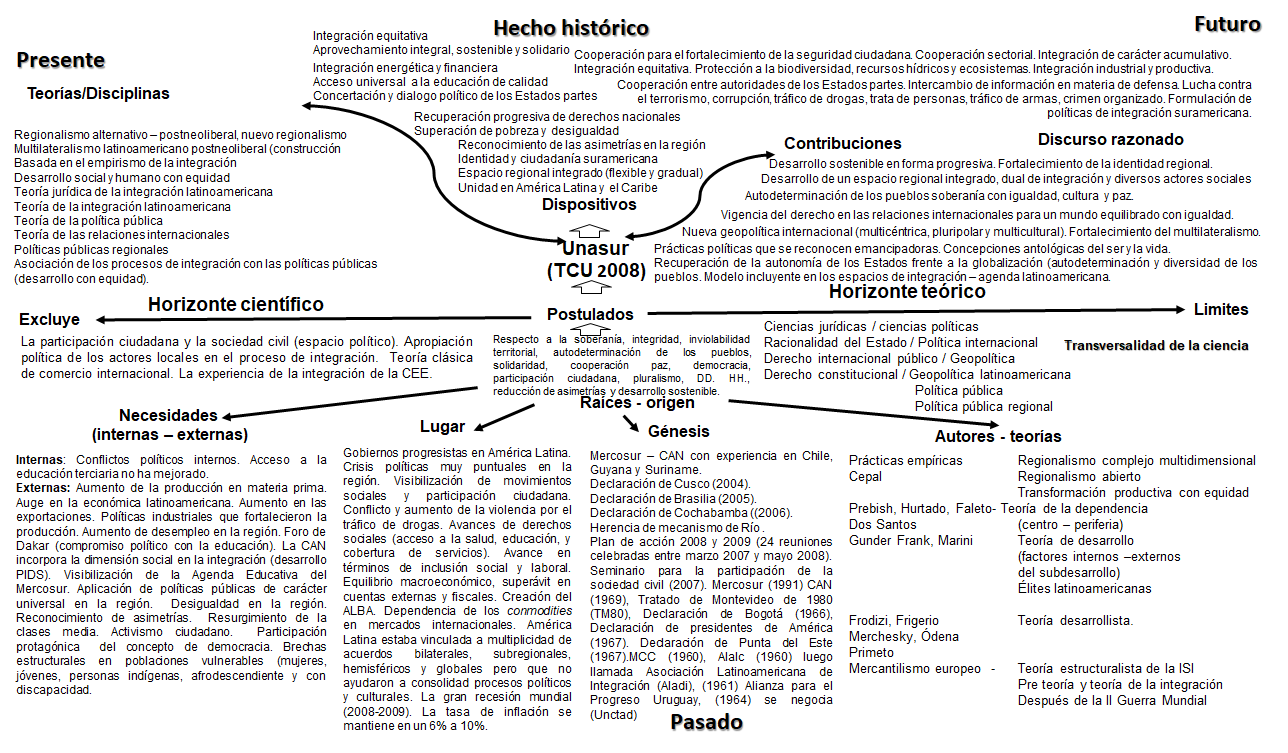 Hecho histórico
Futuro
Presente
Integración equitativa
Aprovechamiento integral, sostenible y solidario
Integración energética y financiera
Acceso universal a la educación de calidad
Concertación y dialogo político de los Estados partes
Cooperación para el fortalecimiento de la seguridad ciudadana. Cooperación sectorial. Integración de carácter acumulativo.
Integración equitativa. Protección a la biodiversidad, recursos hídricos y ecosistemas. Integración industrial y productiva.
Cooperación entre autoridades de los Estados partes. Intercambio de información en materia de defensa. Lucha contra
el terrorismo, corrupción, tráfico de drogas, trata de personas, tráfico de armas, crimen organizado. Formulación de
políticas de integración suramericana.
Teorías/Disciplinas
Regionalismo alternativo – postneoliberal, nuevo regionalismo
Multilateralismo latinoamericano postneoliberal (construcción
Basada en el empirismo de la integración
Desarrollo social y humano con equidad
Teoría jurídica de la integración latinoamericana
Teoría de la integración latinoamericana
Teoría de la política pública
Teoría de las relaciones internacionales
Políticas públicas regionales
Asociación de los procesos de integración con las políticas públicas
(desarrollo con equidad).
Recuperación progresiva de derechos nacionales
Superación de pobreza y desigualdad
Reconocimiento de las asimetrías en la región
Identidad y ciudadanía suramericana
Espacio regional integrado (flexible y gradual)
Unidad en América Latina y el Caribe
Dispositivos
Unasur
(TCU 2008)
Contribuciones
Discurso razonado
Desarrollo sostenible en forma progresiva. Fortalecimiento de la identidad regional.
Desarrollo de un espacio regional integrado, dual de integración y diversos actores sociales
Autodeterminación de los pueblos soberanía con igualdad, cultura y paz.
Vigencia del derecho en las relaciones internacionales para un mundo equilibrado con igualdad.
Nueva geopolítica internacional (multicéntrica, pluripolar y multicultural). Fortalecimiento del multilateralismo.
Prácticas políticas que se reconocen emancipadoras. Concepciones antológicas del ser y la vida.
Recuperación de la autonomía de los Estados frente a la globalización (autodeterminación y diversidad de los
pueblos. Modelo incluyente en los espacios de integración – agenda latinoamericana.
Horizonte científico
Horizonte teórico
Excluye
Postulados
Limites
La participación ciudadana y la sociedad civil (espacio político). Apropiación
política de los actores locales en el proceso de integración. Teoría clásica
de comercio internacional. La experiencia de la integración de la CEE.
Respecto a la soberanía, integridad, inviolabilidad
territorial, autodeterminación de los pueblos,
solidaridad, cooperación paz, democracia,
participación ciudadana, pluralismo, DD. HH.,
reducción de asimetrías y desarrollo sostenible.
Ciencias jurídicas / ciencias políticas
Racionalidad del Estado / Política internacional
Derecho internacional público / Geopolítica
Derecho constitucional / Geopolítica latinoamericana
Política pública
Política pública regional
Transversalidad de la ciencia
Raíces - origen
Necesidades
(internas – externas)
Internas: Conflictos políticos internos. Acceso a la
educación terciaria no ha mejorado.
Externas: Aumento de la producción en materia prima.
Auge en la económica latinoamericana. Aumento en las
exportaciones. Políticas industriales que fortalecieron la
producción. Aumento de desempleo en la región. Foro de
Dakar (compromiso político con la educación). La CAN
incorpora la dimensión social en la integración (desarrollo
PIDS). Visibilización de la Agenda Educativa del
Mercosur. Aplicación de políticas públicas de carácter
universal en la región. Desigualdad en la región.
Reconocimiento de asimetrías. Resurgimiento de la
clases media. Activismo ciudadano. Participación
protagónica del concepto de democracia. Brechas
estructurales en poblaciones vulnerables (mujeres,
jóvenes, personas indígenas, afrodescendiente y con
discapacidad.
Lugar
Gobiernos progresistas en América Latina.
Crisis políticas muy puntuales en la
región. Visibilización de movimientos
sociales y participación ciudadana.
Conflicto y aumento de la violencia por el
tráfico de drogas. Avances de derechos
sociales (acceso a la salud, educación, y
cobertura de servicios). Avance en
términos de inclusión social y laboral.
Equilibrio macroeconómico, superávit en
cuentas externas y fiscales. Creación del
ALBA. Dependencia de los conmodities
en mercados internacionales. América
Latina estaba vinculada a multiplicidad de
acuerdos bilaterales, subregionales,
hemisféricos y globales pero que no
ayudaron a consolidad procesos políticos
y culturales. La gran recesión mundial
(2008-2009). La tasa de inflación se
mantiene en un 6% a 10%.
Génesis
Mercosur – CAN con experiencia en Chile,
Guyana y Suriname.
Declaración de Cusco (2004).
Declaración de Brasilia (2005).
Declaración de Cochabamba ((2006).
Herencia de mecanismo de Río .
Plan de acción 2008 y 2009 (24 reuniones
celebradas entre marzo 2007 y mayo 2008).
Seminario para la participación de la
sociedad civil (2007). Mercosur (1991) CAN
(1969), Tratado de Montevideo de 1980
(TM80), Declaración de Bogotá (1966),
Declaración de presidentes de América
(1967). Declaración de Punta del Este
(1967).MCC (1960), Alalc (1960) luego
llamada Asociación Latinoamericana de
Integración (Aladi), (1961) Alianza para el
Progreso Uruguay, (1964) se negocia
(Unctad)
Pasado
Autores - teorías
Prácticas empíricas Regionalismo complejo multidimensional
Cepal Regionalismo abierto
Transformación productiva con equidad
Prebish, Hurtado, Faleto- Teoría de la dependencia
Dos Santos (centro – periferia)
Gunder Frank, Marini Teoría de desarrollo
(factores internos –externos
del subdesarrollo)
Élites latinoamericanas
Frodizi, Frigerio Teoría desarrollista.
Merchesky, Ódena
Primeto
Mercantilismo europeo - Teoría estructuralista de la ISI
Pre teoría y teoría de la integración
Después de la II Guerra Mundial